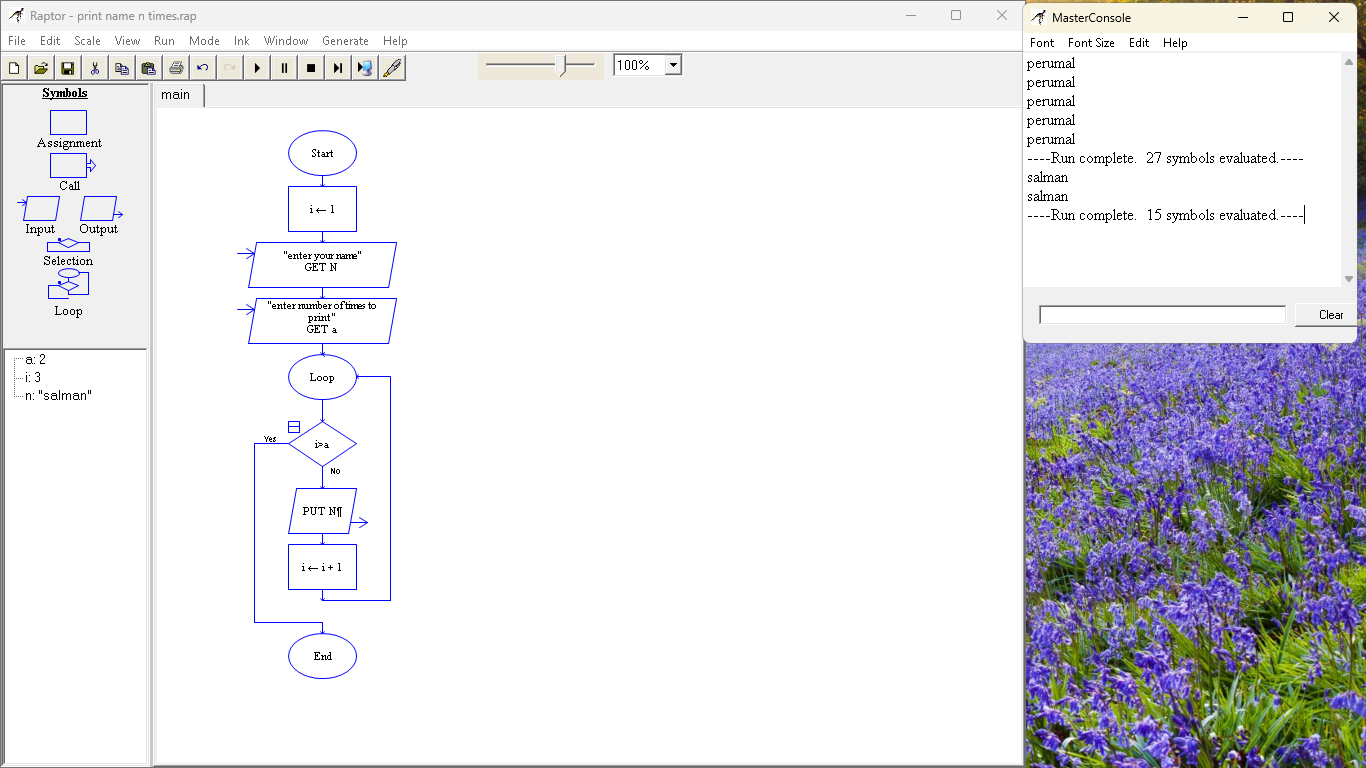 Raptor - print name n times.rap
File Edit Scale View Run Mode Ink Window Generate Help
100%
Symbols
Assignment
Call
Input Output
Selection
Loop
a: 2
i: 3
n: "salman"
main
Start
i ← 1
"enter your name"
GET N
"enter number of times to
print"
GET a
Loop
i>a
Yes
No
PUT N¶
i ← i + 1
End
MasterConsole
Font Font Size Edit Help
perumal
perumal
perumal
perumal
perumal
----Run complete. 27 symbols evaluated.----
salman
salman
----Run complete. 15 symbols evaluated.----
Clear